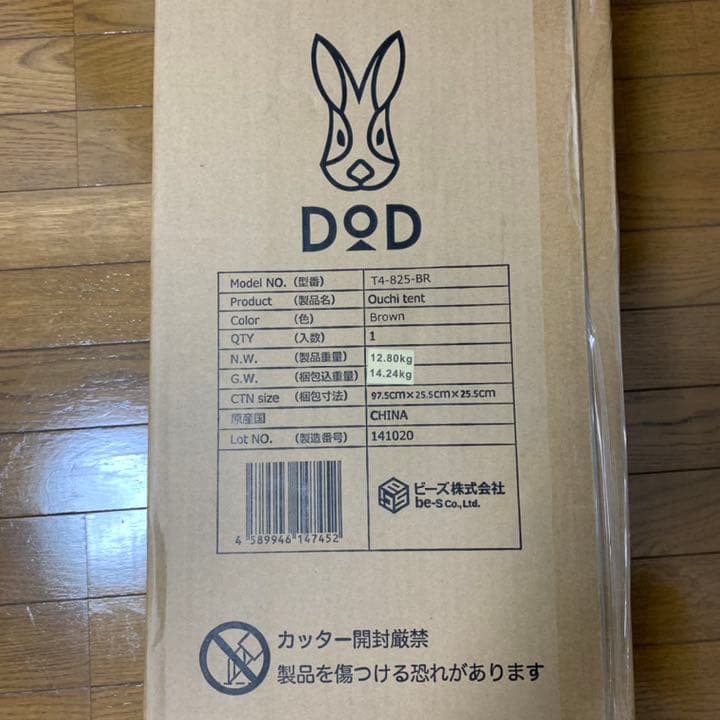 DOD
Model NO. (型番) T4-825-BR
Product (製品名) Ouchi tent
Color (色) Brown
QTY (入数) 1
N.W. (製品重量) 12.80kg
G.W. (梱包込重量) 14.24kg
CTN size (梱包寸法) 97.5cm×25.5cm×25.5cm
原産国 CHINA
Lot NO. (製造番号) 141020
4 589946 147452
ビーズ株式会社
be-s Co.,Ltd.
カッター開封厳禁
製品を傷つける恐れがあります